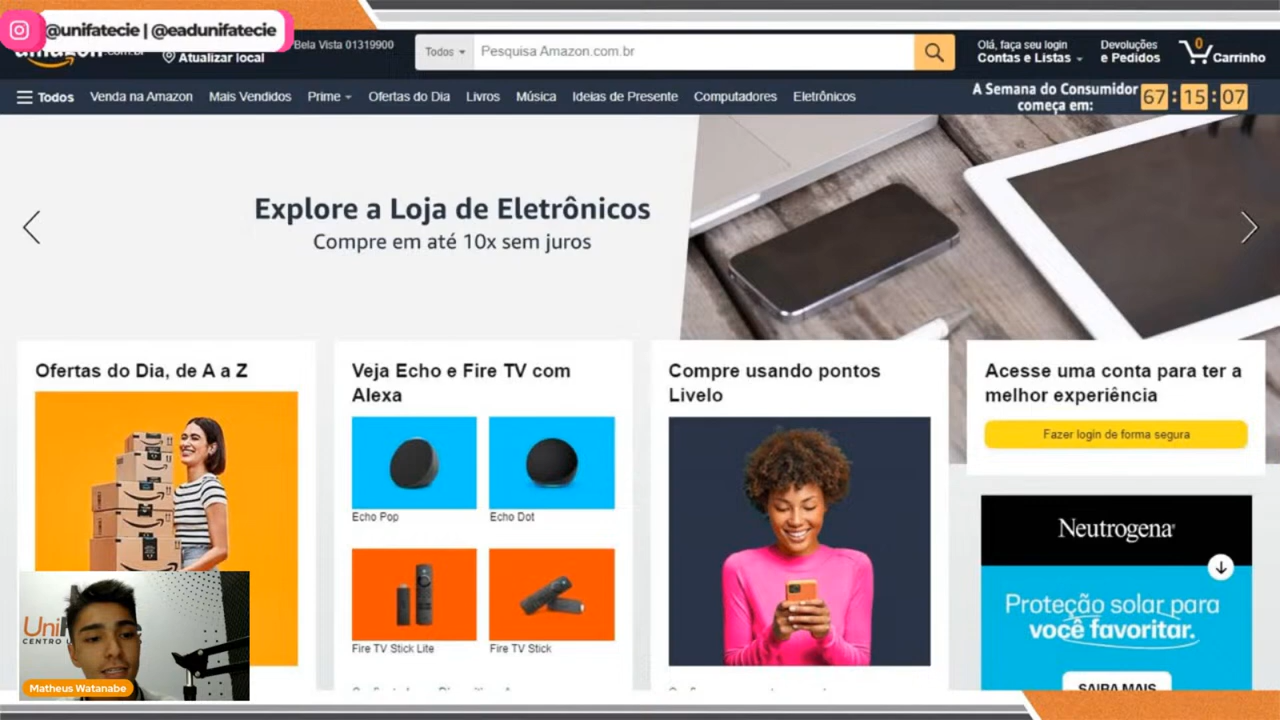 @unifatecie | @eadunifatecie
Bela Vista 01319900
Atualizar local
Todos
Pesquisa Amazon.com.br
Olá, faça seu login
Contas e Listas
Devoluções
e Pedidos
0
Carrinho
Todos
Venda na Amazon
Mais Vendidos
Prime
Ofertas do Dia
Livros
Música
Ideias de Presente
Computadores
Eletrônicos
A Semana do Consumidor
começa em:
67 : 15 : 07
Explore a Loja de Eletrônicos
Compre em até 10x sem juros
Ofertas do Dia, de A a Z
Veja Echo e Fire TV com
Alexa
Echo Pop
Echo Dot
Fire TV Stick Lite
Fire TV Stick
Compre usando pontos
Livelo
Acesse uma conta para ter a
melhor experiência
Fazer login de forma segura
Neutrogena
Proteção solar para
você favoritar.
SAIBA MAIS
Matheus Watanabe